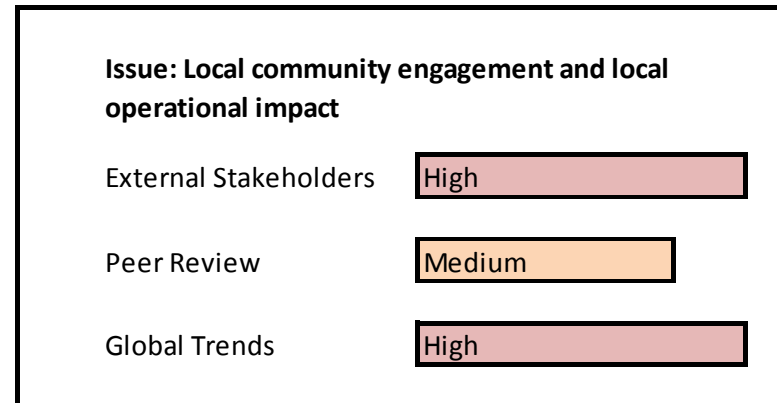 Issue: Local community engagement and local
operational impact
External Stakeholders High
Peer Review Medium
Global Trends High